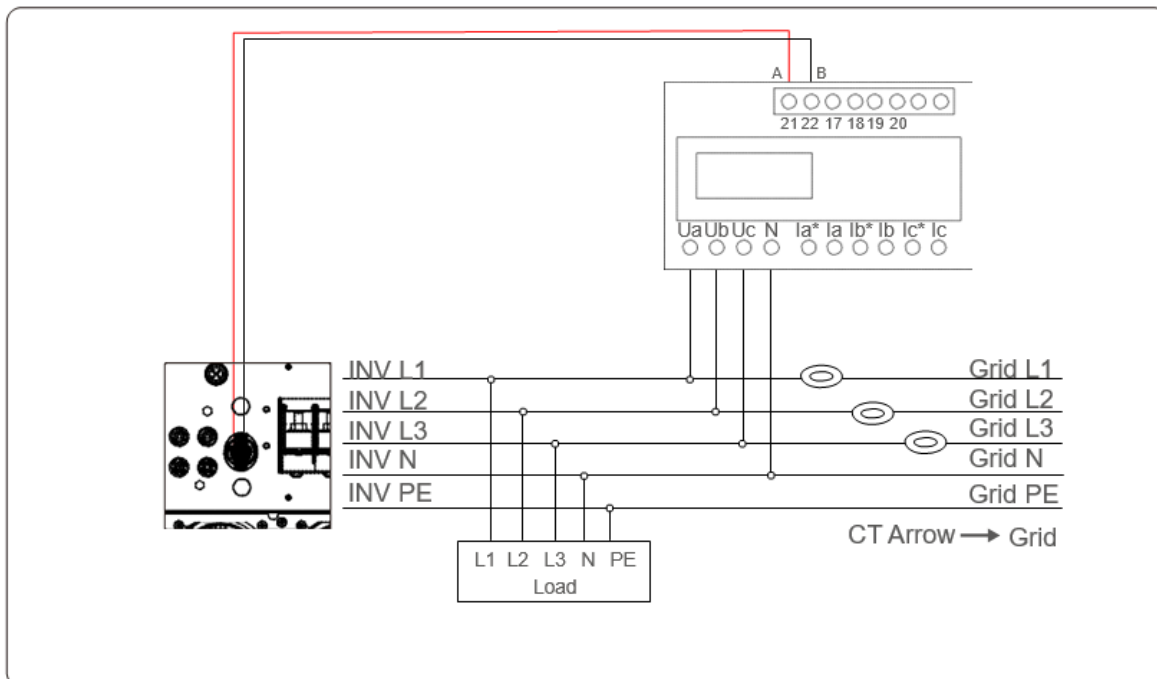 A B
21 22 17 18 19 20
Ua Ub Uc N Ia* Ia Ib* Ib Ic* Ic
INV L1 Grid L1
INV L2 Grid L2
INV L3 Grid L3
INV N Grid N
INV PE Grid PE
CT Arrow → Grid
L1 L2 L3 N PE
Load